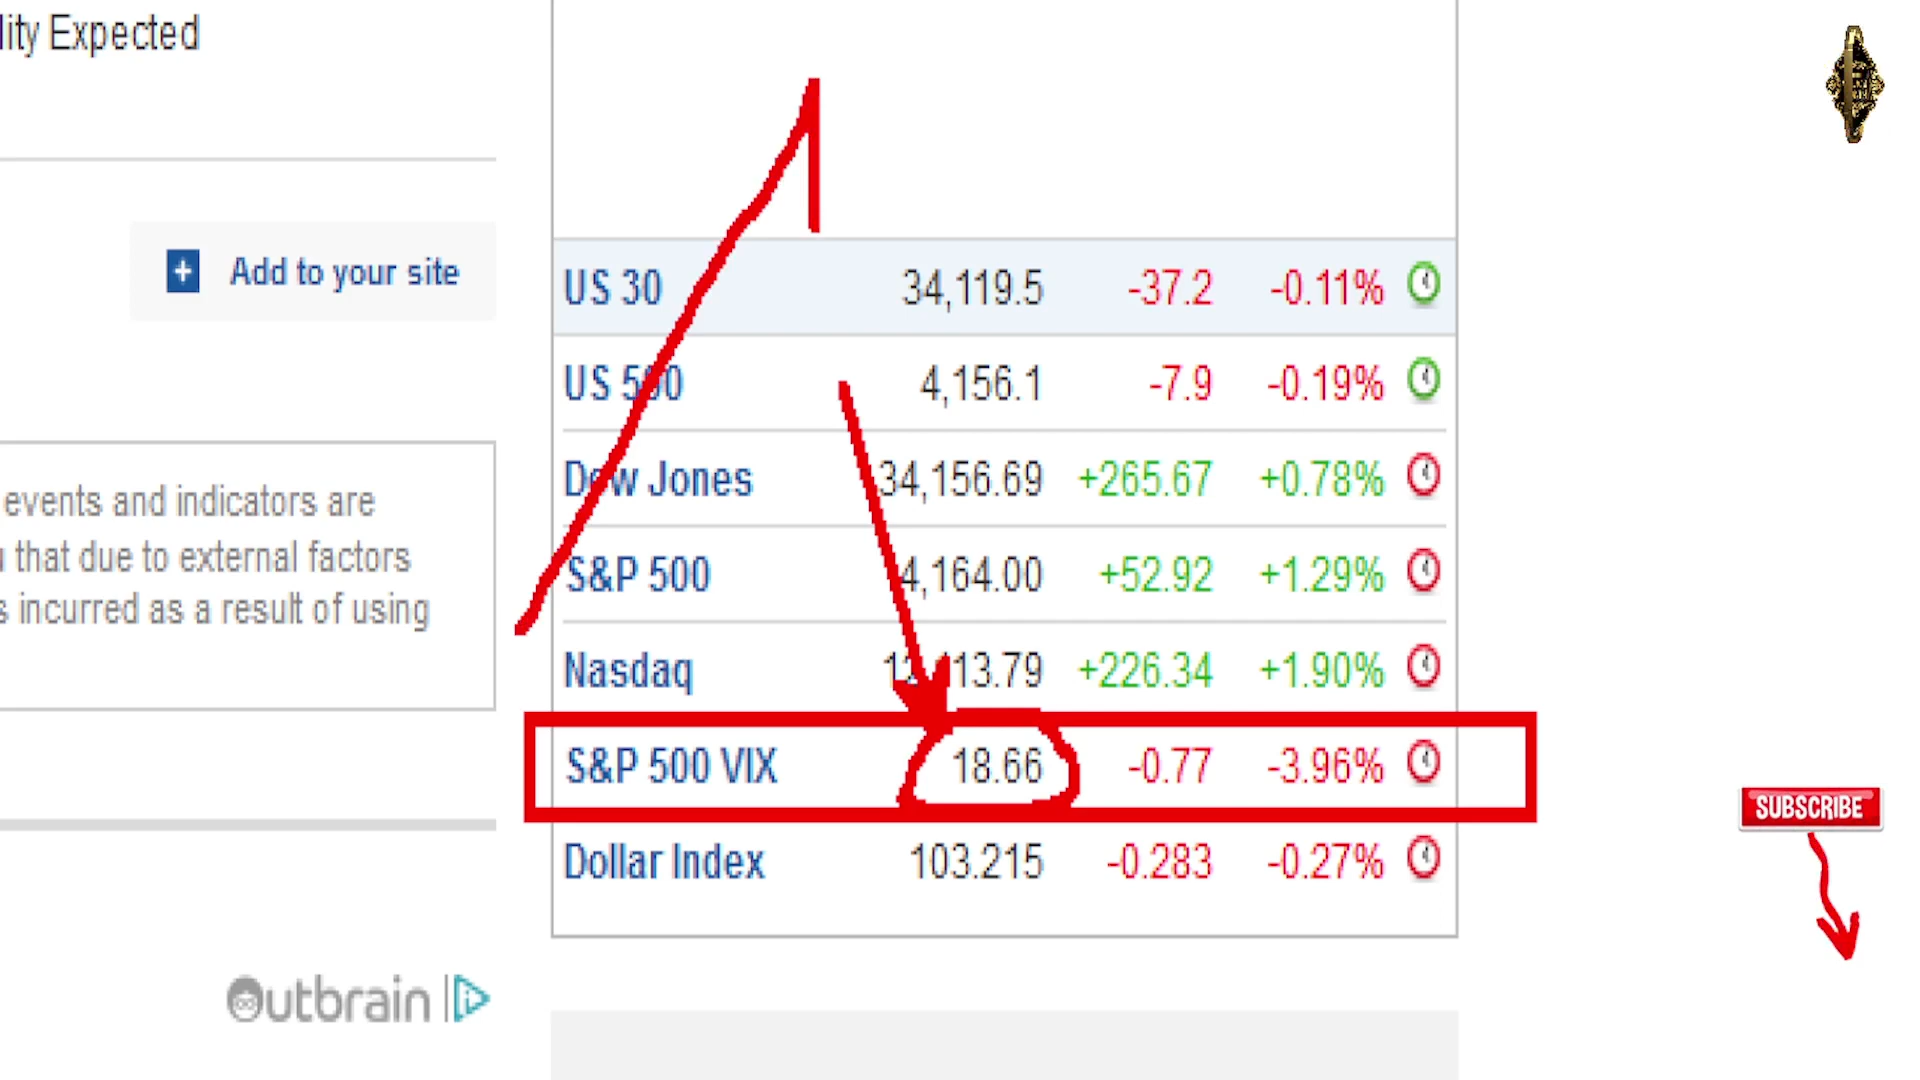 lity Expected
Add to your site
events and indicators are
that due to external factors
incurred as a result of using
Outbrain
US 30 34,119.5 -37.2 -0.11%
US 500 4,156.1 -7.9 -0.19%
Dow Jones 34,156.69 +265.67 +0.78%
S&P 500 4,164.00 +52.92 +1.29%
Nasdaq +226.34 +1.90%
S&P 500 VIX 18.66 -0.77 -3.96%
Dollar Index 103.215 -0.283 -0.27%
SUBSCRIBE